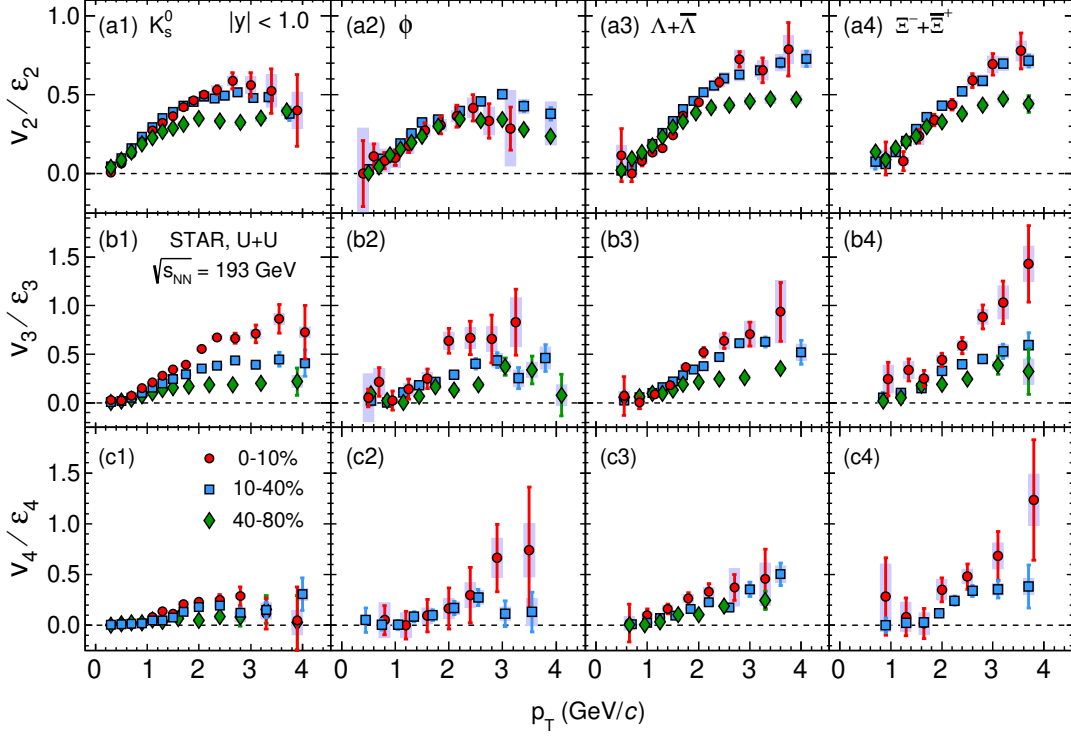 (a1) K⁰ₛ |y| < 1.0
(a2) ϕ
(a3) Λ+Λ̅
(a4) Ξ⁻+Ξ̅⁺
v₂ / ε₂
1.0
0.5
0.0
(b1) STAR, U+U
√sNN = 193 GeV
(b2)
(b3)
(b4)
v₃ / ε₃
1.5
1.0
0.5
0.0
(c1)
0-10%
10-40%
40-80%
(c2)
(c3)
(c4)
v₄ / ε₄
1.5
1.0
0.5
0.0
0 1 2 3 4 0 1 2 3 4 0 1 2 3 4 0 1 2 3 4
p_T (GeV/c)